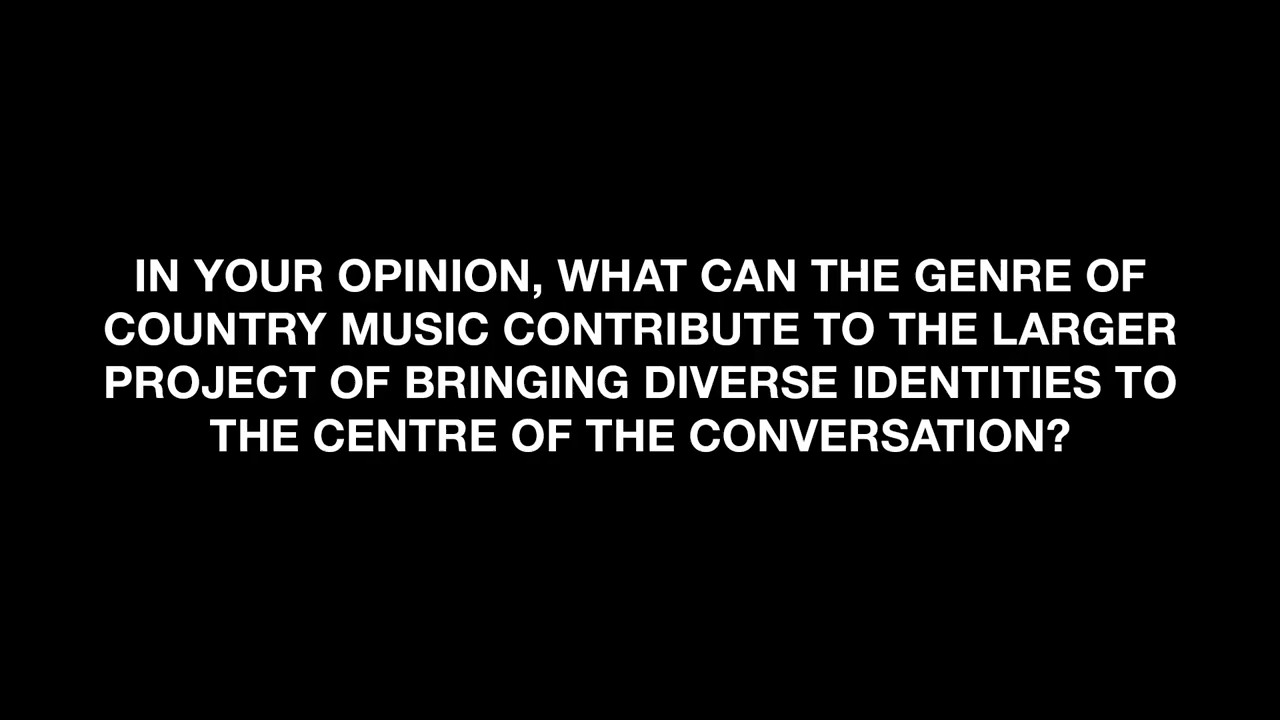 IN YOUR OPINION, WHAT CAN THE GENRE OF
COUNTRY MUSIC CONTRIBUTE TO THE LARGER
PROJECT OF BRINGING DIVERSE IDENTITIES TO
THE CENTRE OF THE CONVERSATION?